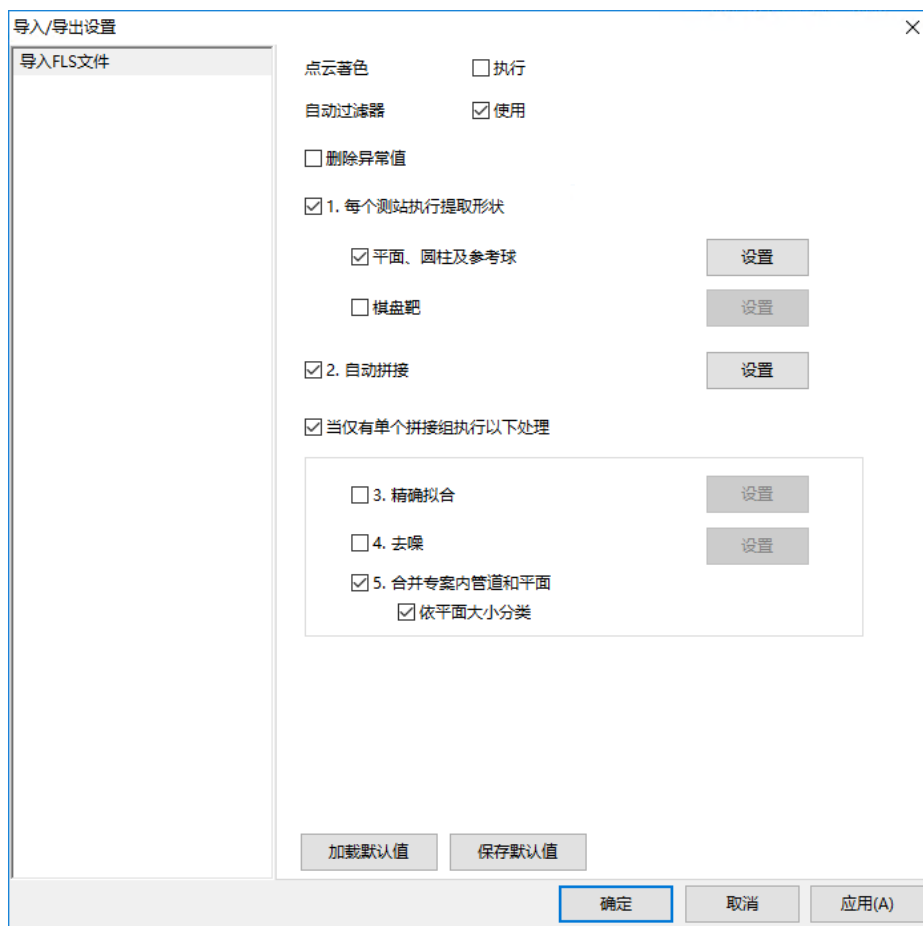 导入/导出设置
导入FLS文件
点云著色 执行
自动过滤器 使用
删除异常值
1. 每个测站执行提取形状
平面、圆柱及参考球 设置
棋盘靶 设置
2. 自动拼接 设置
当仅有单个拼接组执行以下处理
3. 精确拟合 设置
4. 去噪 设置
5. 合并专案内管道和平面
依平面大小分类
加载默认值 保存默认值
确定 取消 应用(A)